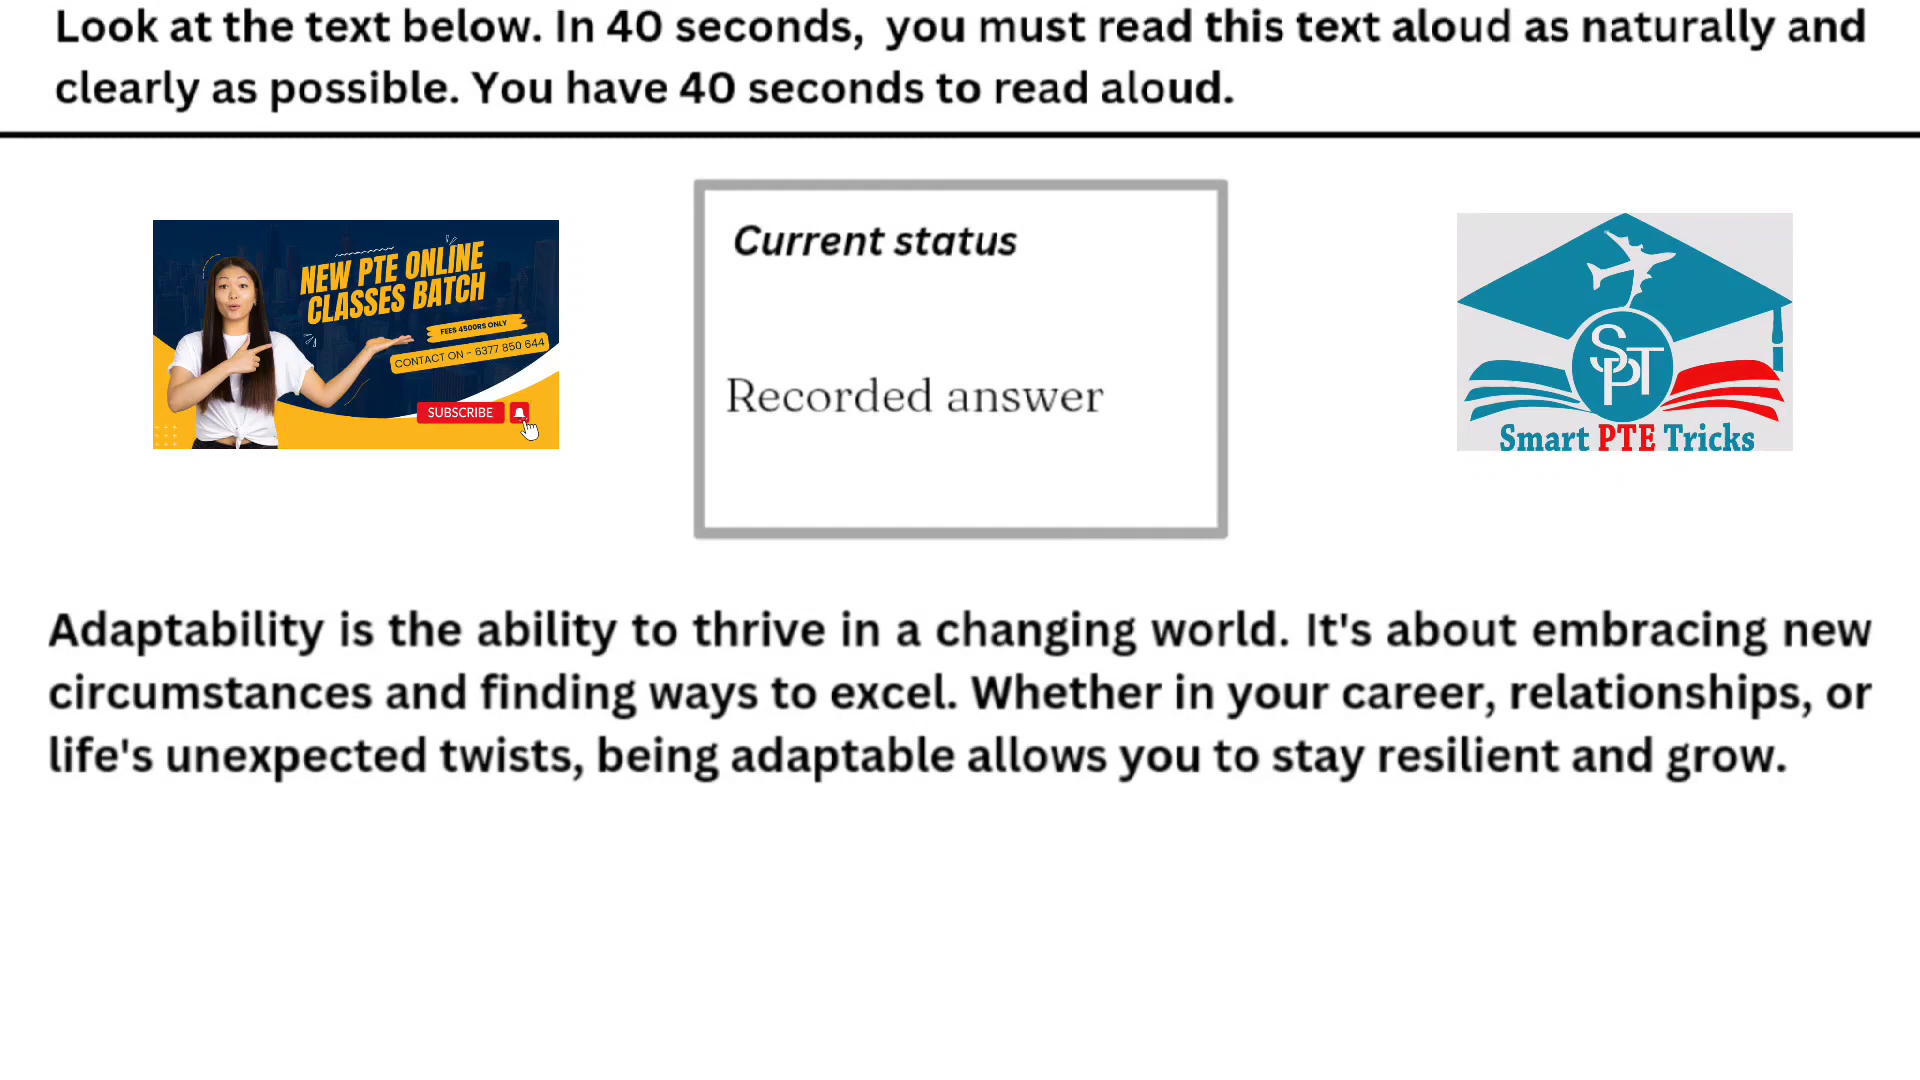 Look at the text below. In 40 seconds, you must read this text aloud as naturally and
clearly as possible. You have 40 seconds to read aloud.
NEW PTE ONLINE
CLASSES BATCH
FEES 4500RS ONLY
CONTACT ON - 6377 850 644
SUBSCRIBE
Current status
Recorded answer
SPT
Smart PTE Tricks
Adaptability is the ability to thrive in a changing world. It's about embracing new
circumstances and finding ways to excel. Whether in your career, relationships, or
life's unexpected twists, being adaptable allows you to stay resilient and grow.